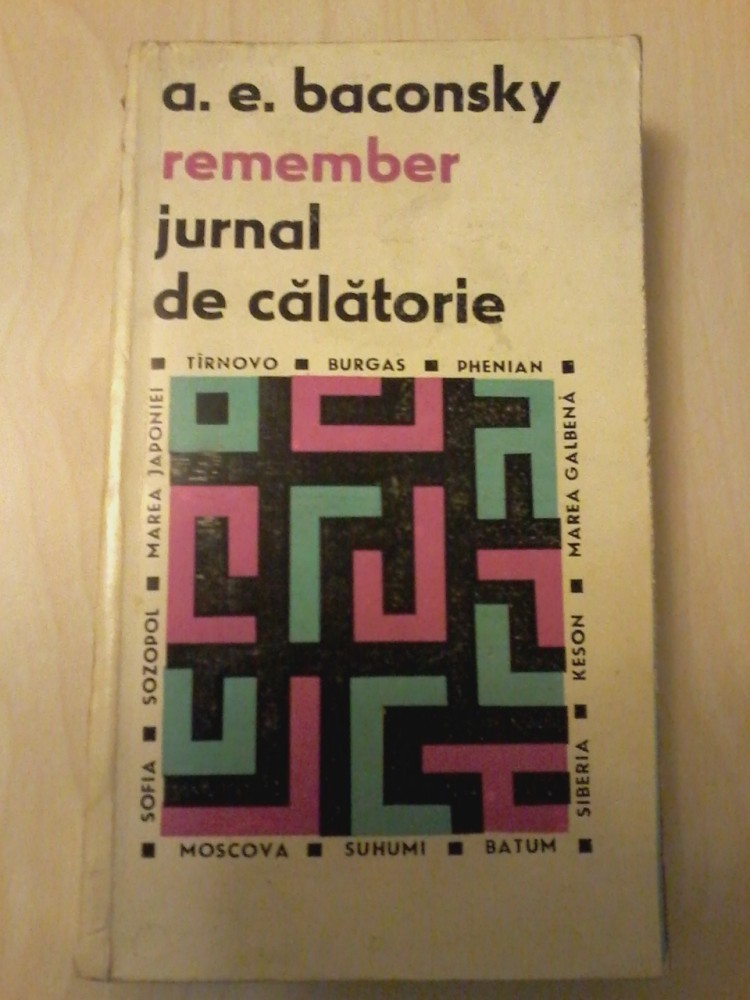 a. e. baconsky
remember
jurnal
de călătorie
TÎRNOVO ■ BURGAS ■ PHENIAN
MAREA GALBENĂ
KESON
SIBERIA
MOSCOVA ■ SUHUMI ■ BATUM
SOFIA ■ SOZOPOL ■ MAREA JAPONIEI